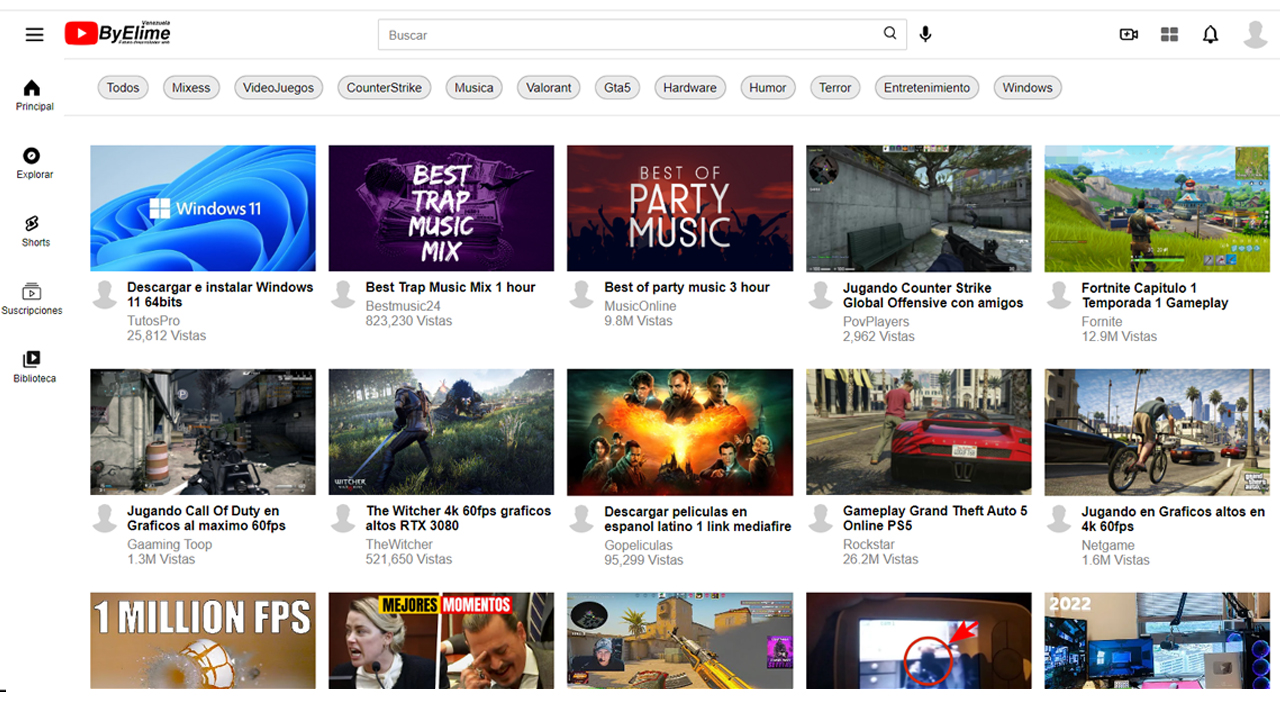 Venezuela
ByElime
Buscar
Todos
Mixess
VideoJuegos
CounterStrike
Musica
Valorant
Gta5
Hardware
Humor
Terror
Entretenimiento
Windows
Principal
Explorar
Shorts
Suscripciones
Biblioteca
Windows 11
BEST
TRAP
MUSIC
MIX
BEST OF
PARTY
MUSIC
Descargar e instalar Windows
11 64bits
TutosPro
25,812 Vistas
Best Trap Music Mix 1 hour
Bestmusic24
823,230 Vistas
Best of party music 3 hour
MusicOnline
9.8M Vistas
Jugando Counter Strike
Global Offensive con amigos
PovPlayers
2,962 Vistas
Fortnite Capitulo 1
Temporada 1 Gameplay
Fornite
12.9M Vistas
P
WITCHER
Jugando Call Of Duty en
Graficos al maximo 60fps
Gaaming Toop
1.3M Vistas
The Witcher 4k 60fps graficos
altos RTX 3080
TheWitcher
521,650 Vistas
Descargar peliculas en
espanol latino 1 link mediafire
Gopeliculas
95,299 Vistas
Gameplay Grand Theft Auto 5
Online PS5
Rockstar
26.2M Vistas
Jugando en Graficos altos en
4k 60fps
Netgame
1.6M Vistas
1 MILLION FPS
MEJORES MOMENTOS
2022